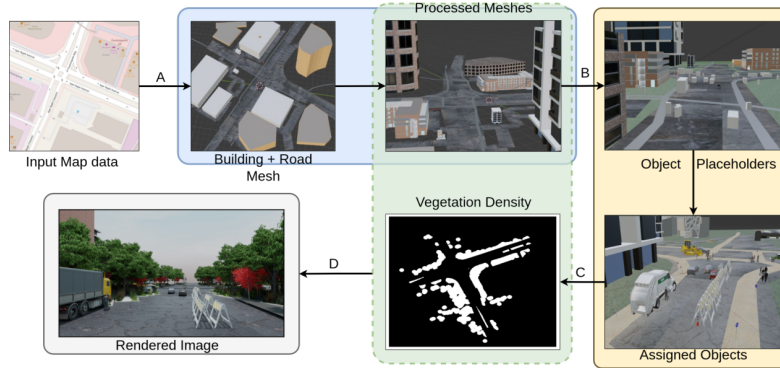 Processed Meshes
A
B
Input Map data
Building + Road
Mesh
Object Placeholders
Vegetation Density
D
C
Rendered Image
Assigned Objects